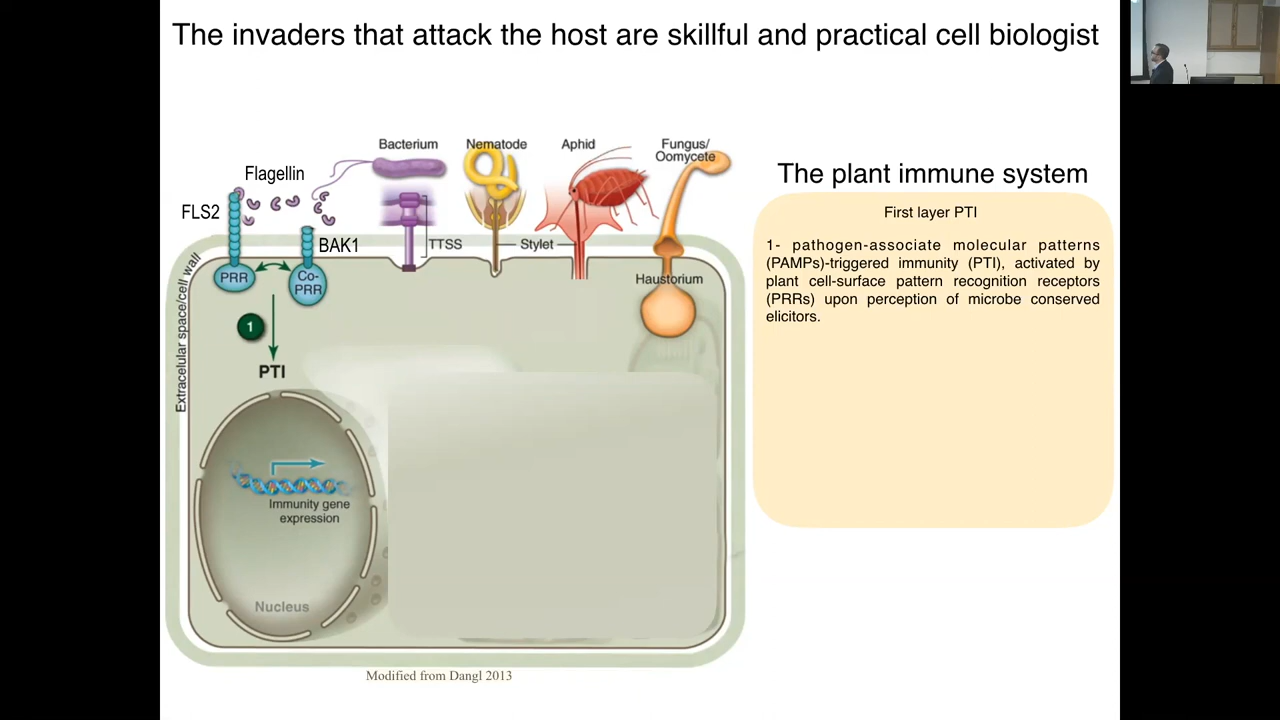 The invaders that attack the host are skillful and practical cell biologist
Bacterium
Nematode
Aphid
Fungus/
Oomycete
Flagellin
FLS2
BAK1
TTSS
Stylet
PRR
Co-
PRR
Haustorium
Extracelular space/cell wall
1
PTI
Immunity gene
expression
Nucleus
Modified from Dangl 2013
The plant immune system
First layer PTI
1- pathogen-associate molecular patterns
(PAMPs)-triggered immunity (PTI), activated by
plant cell-surface pattern recognition receptors
(PRRs) upon perception of microbe conserved
elicitors.